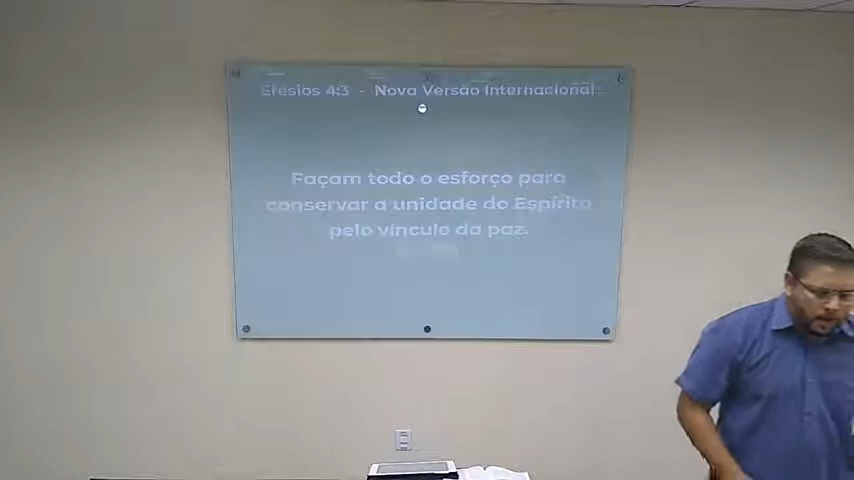 Efésios 4:3 - Nova Versão Internacional
Façam todo o esforço para
conservar a unidade do Espírito
pelo vínculo da paz.